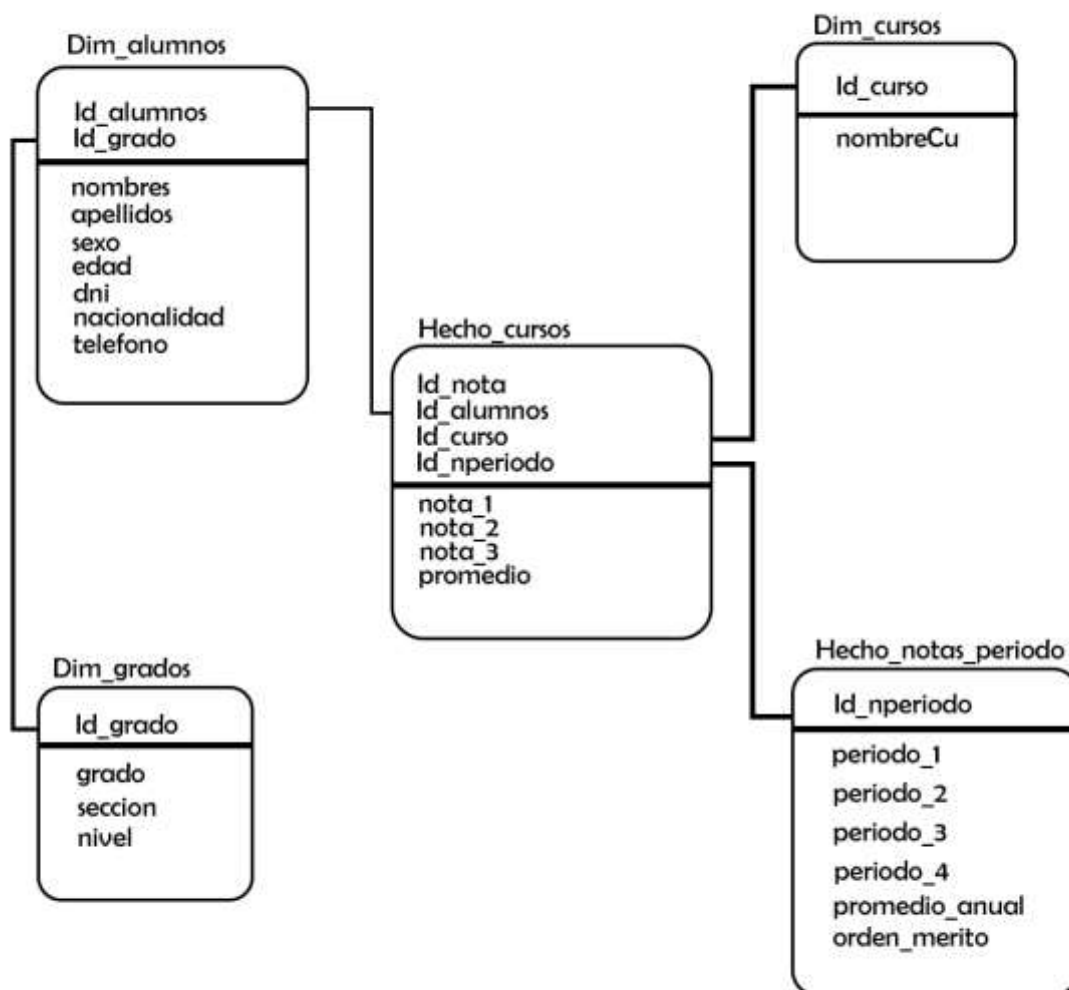 Dim_alumnos
Id_alumnos
Id_grado
nombres
apellidos
sexo
edad
dni
nacionalidad
telefono
Dim_cursos
Id_curso
nombreCu
Hecho_cursos
Id_nota
Id_alumnos
Id_curso
Id_nperiodo
nota_1
nota_2
nota_3
promedio
Dim_grados
Id_grado
grado
seccion
nivel
Hecho_notas_periodo
Id_nperiodo
periodo_1
periodo_2
periodo_3
periodo_4
promedio_anual
orden_merito